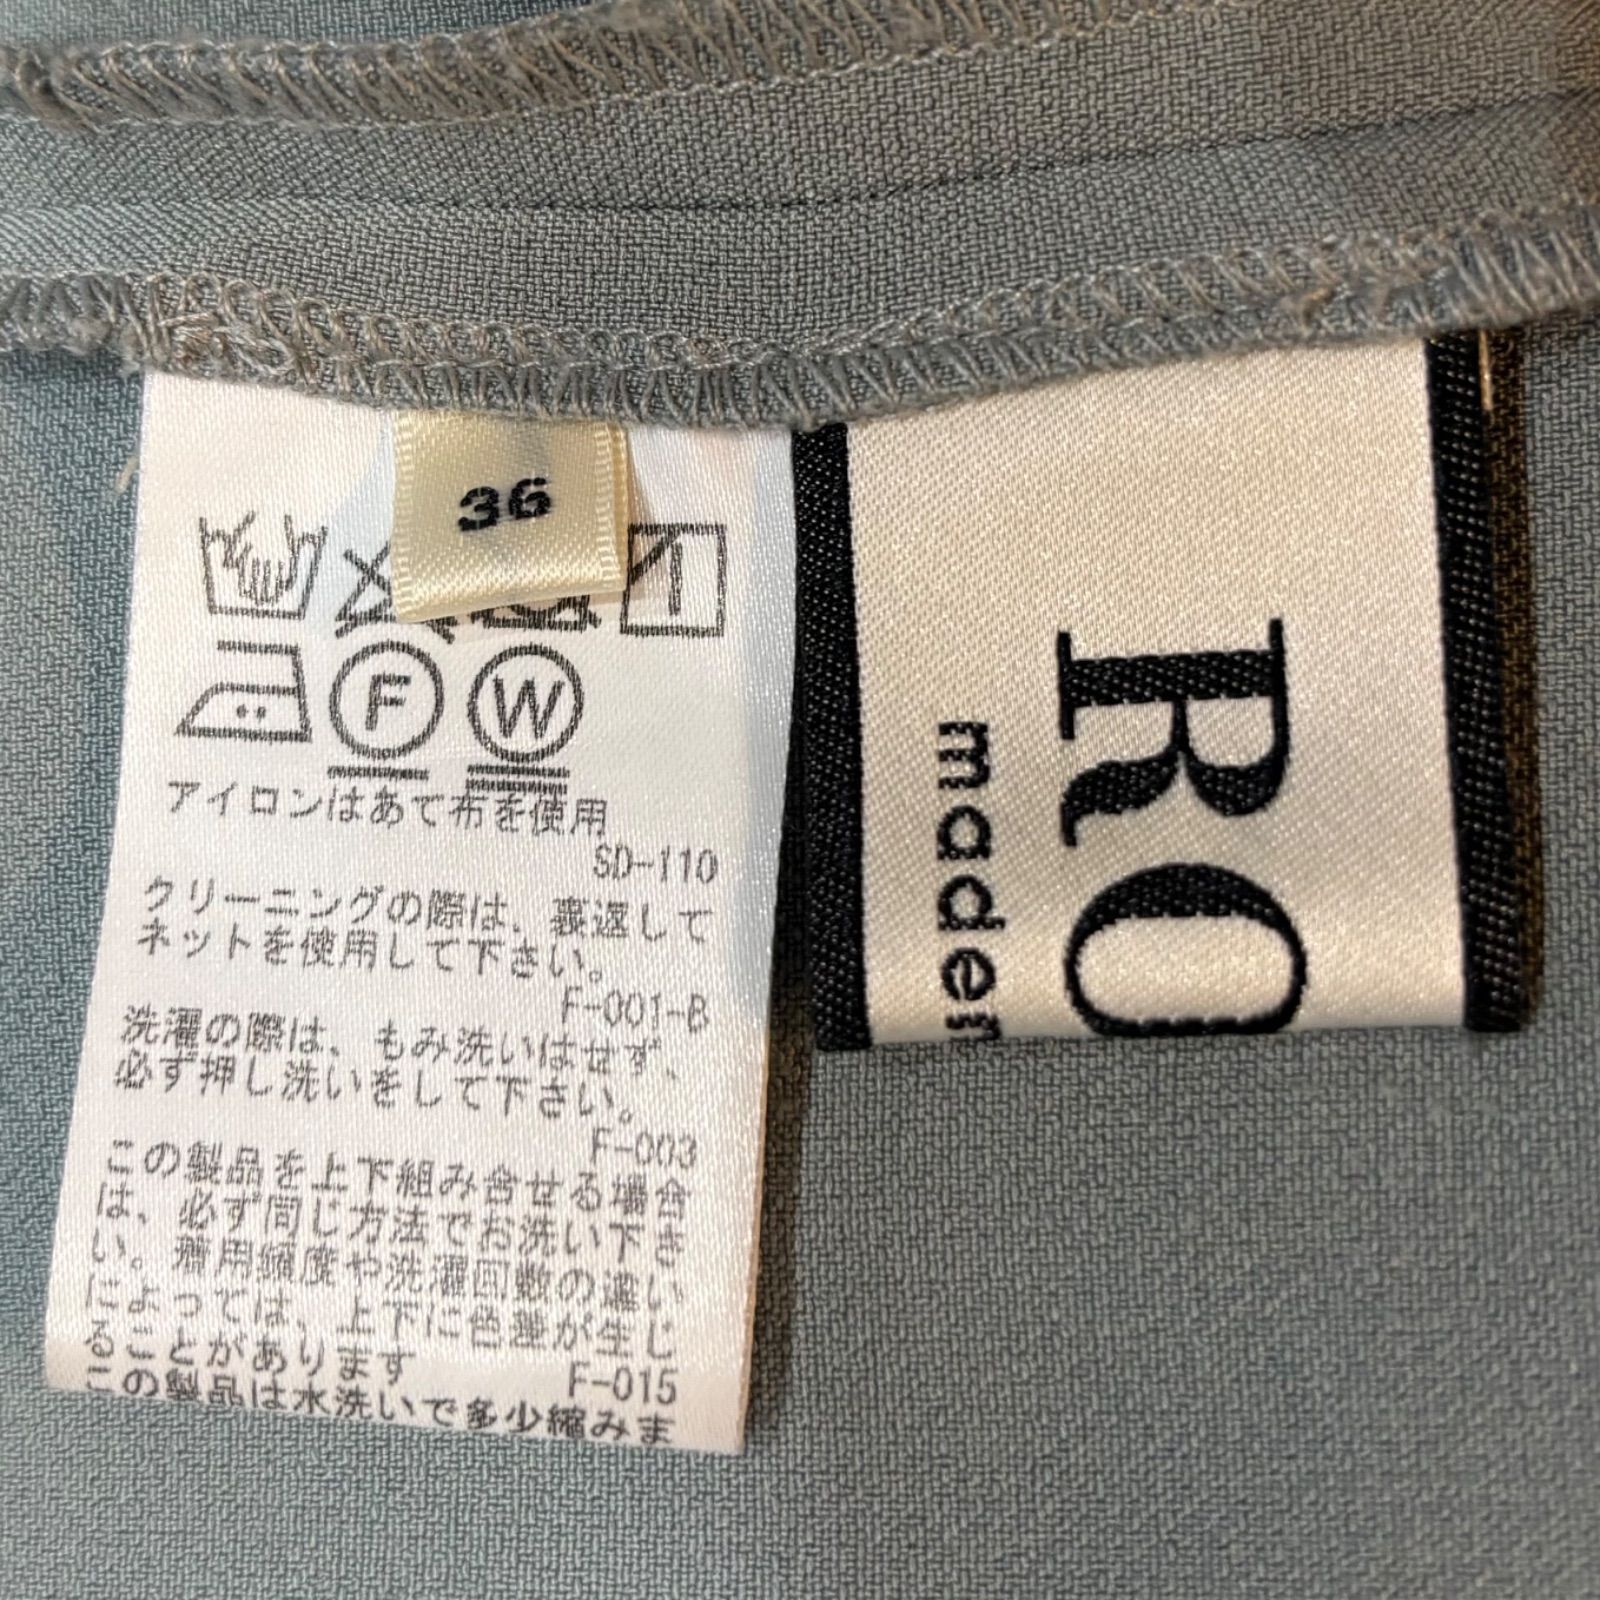 36
F
W
アイロンはあて布を使用
SD-110
クリーニングの際は、裏返して
ネットを使用して下さい。
F-001-B
洗濯の際は、もみ洗いはせず、
必ず押し洗いをして下さい。
F-003
この製品を上下組み合せる場合
は、必ず同じ方法でお洗い下さ
い。着用頻度や洗濯回数の違い
によっては、上下に色差が生じ
ることがあります
F-015
この製品は水洗いで多少縮みま
RO
maden